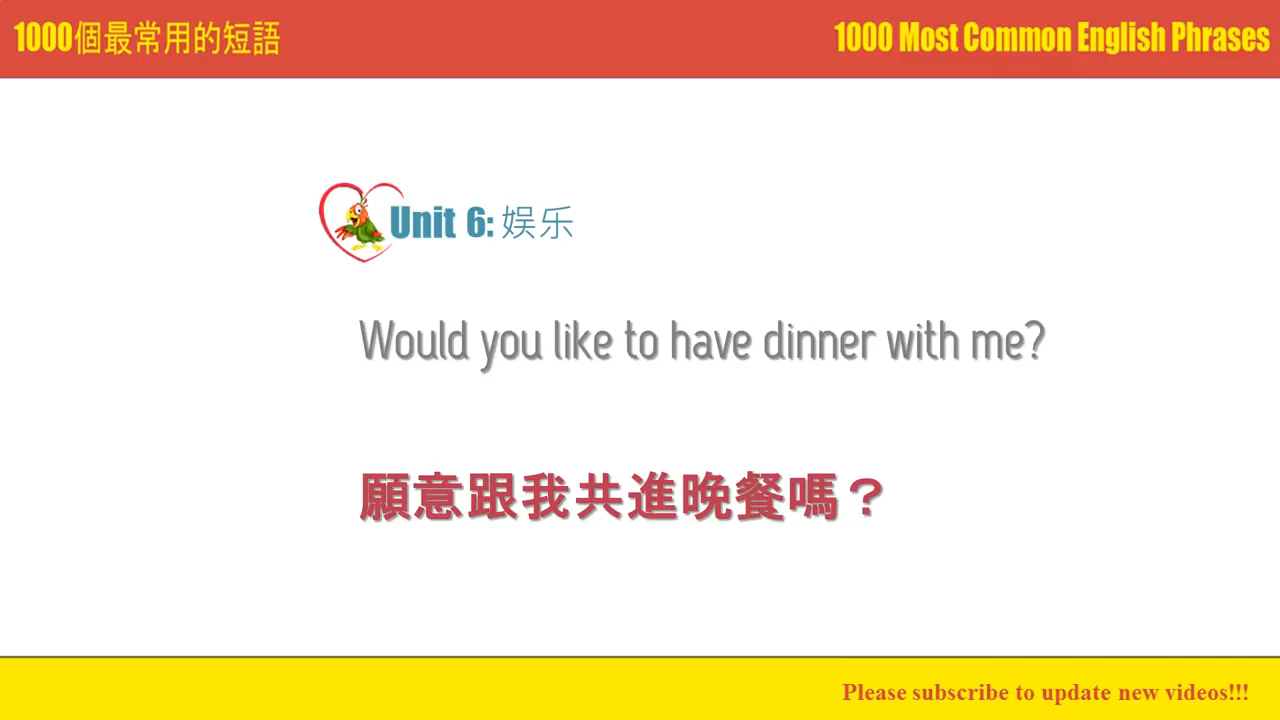 1000個最常用的短語
1000 Most Common English Phrases
Unit 6: 娱乐
Would you like to have dinner with me?
願意跟我共進晚餐嗎？
Please subscribe to update new videos!!!